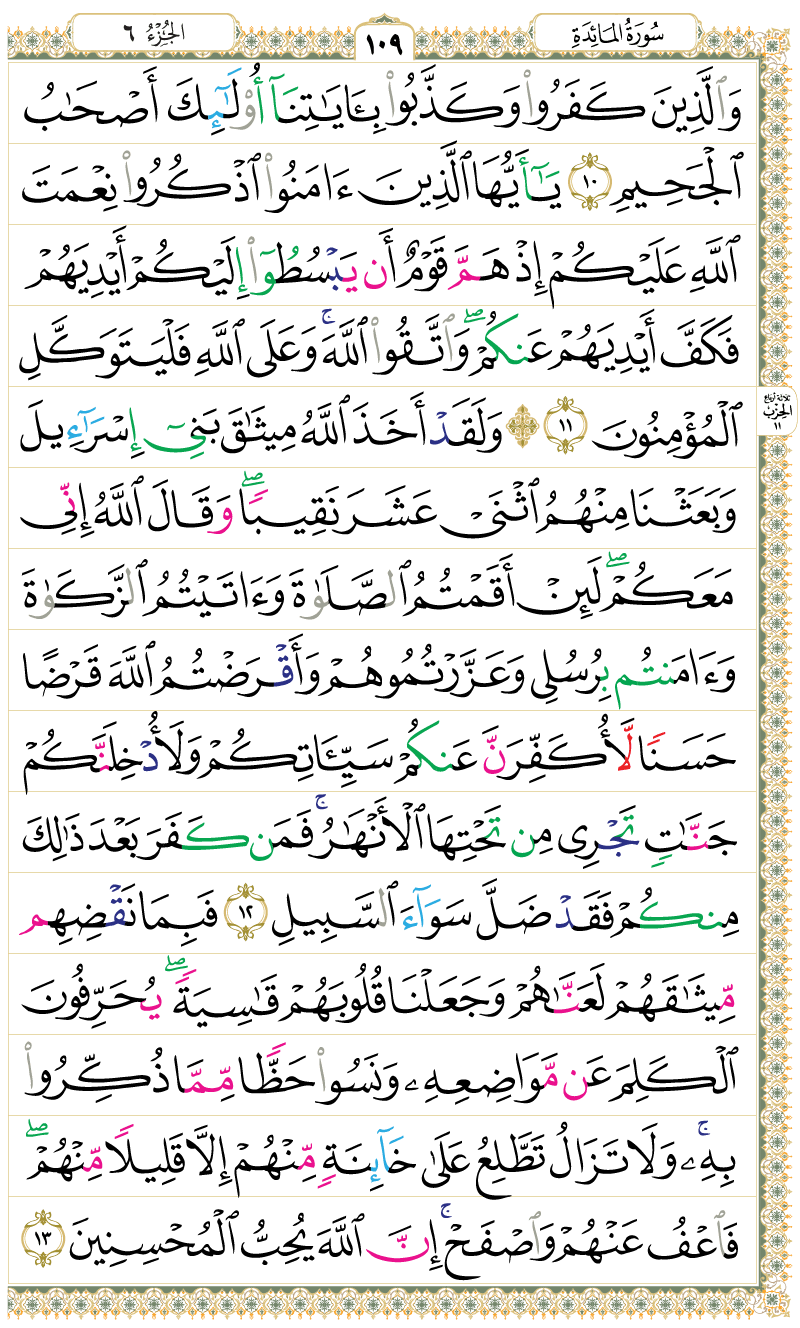 سُورَةُ المَائِدَةِ
١٠٩
الجُزْءُ ٦
وَٱلَّذِينَ كَفَرُوا۟ وَكَذَّبُوا۟ بِـَٔايَـٰتِنَآ أُو۟لَـٰٓئِكَ أَصْحَـٰبُ
ٱلْجَحِيمِ ١٠ يَـٰٓأَيُّهَا ٱلَّذِينَ ءَامَنُوا۟ ٱذْكُرُوا۟ نِعْمَتَ
ٱللَّهِ عَلَيْكُمْ إِذْ هَمَّ قَوْمٌ أَن يَبْسُطُوٓا۟ إِلَيْكُمْ أَيْدِيَهُمْ
فَكَفَّ أَيْدِيَهُمْ عَنكُمْ ۖ وَٱتَّقُوا۟ ٱللَّهَ ۚ وَعَلَى ٱللَّهِ فَلْيَتَوَكَّلِ
ٱلْمُؤْمِنُونَ ١١ ۞ وَلَقَدْ أَخَذَ ٱللَّهُ مِيثَـٰقَ بَنِىٓ إِسْرَٰٓءِيلَ
ثلاثة أرباع
الحِزْب
١١
وَبَعَثْنَا مِنْهُمُ ٱثْنَىْ عَشَرَ نَقِيبًا ۖ وَقَالَ ٱللَّهُ إِنِّى
مَعَكُمْ ۖ لَئِنْ أَقَمْتُمُ ٱلصَّلَوٰةَ وَءَاتَيْتُمُ ٱلزَّكَوٰةَ
وَءَامَنتُم بِرُسُلِى وَعَزَّرْتُمُوهُمْ وَأَقْرَضْتُمُ ٱللَّهَ قَرْضًا
حَسَنًا لَّأُكَفِّرَنَّ عَنكُمْ سَيِّـَٔاتِكُمْ وَلَأُدْخِلَنَّكُمْ
جَنَّـٰتٍ تَجْرِى مِن تَحْتِهَا ٱلْأَنْهَـٰرُ ۚ فَمَن كَفَرَ بَعْدَ ذَٰلِكَ
مِنكُمْ فَقَدْ ضَلَّ سَوَآءَ ٱلسَّبِيلِ ١٢ فَبِمَا نَقْضِهِم
مِّيثَـٰقَهُمْ لَعَنَّـٰهُمْ وَجَعَلْنَا قُلُوبَهُمْ قَـٰسِيَةً ۖ يُحَرِّفُونَ
ٱلْكَلِمَ عَن مَّوَاضِعِهِۦ وَنَسُوا۟ حَظًّا مِّمَّا ذُكِّرُوا۟
بِهِۦ ۚ وَلَا تَزَالُ تَطَّلِعُ عَلَىٰ خَآئِنَةٍ مِّنْهُمْ إِلَّا قَلِيلًا مِّنْهُمْ ۖ
فَٱعْفُ عَنْهُمْ وَٱصْفَحْ ۚ إِنَّ ٱللَّهَ يُحِبُّ ٱلْمُحْسِنِينَ ١٣